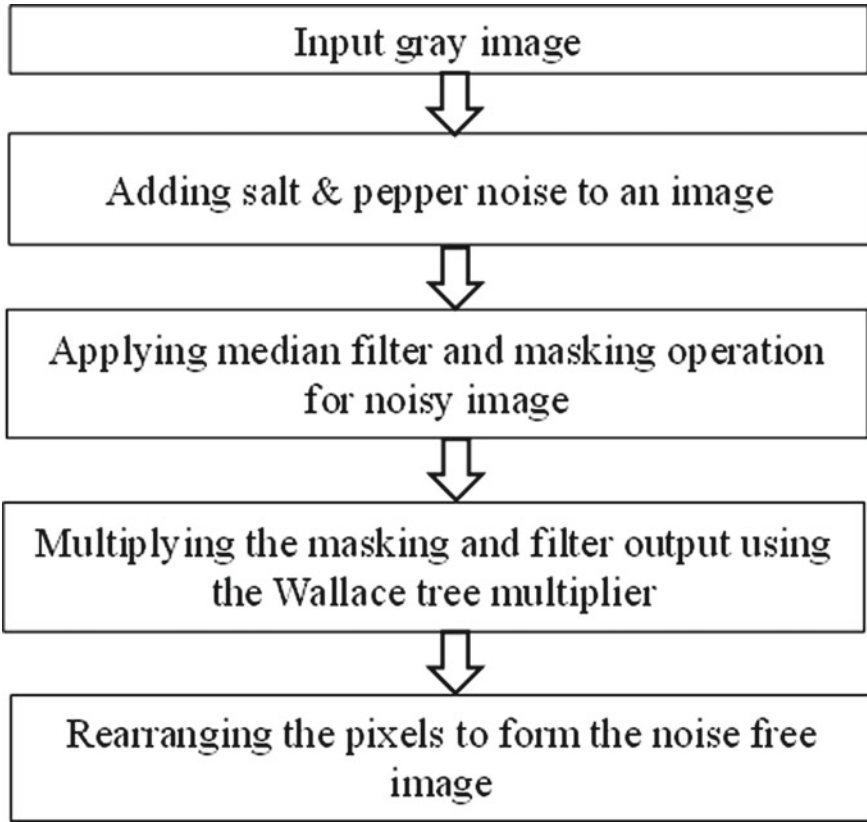 Input gray image
Adding salt & pepper noise to an image
Applying median filter and masking operation
for noisy image
Multiplying the masking and filter output using
the Wallace tree multiplier
Rearranging the pixels to form the noise free
image